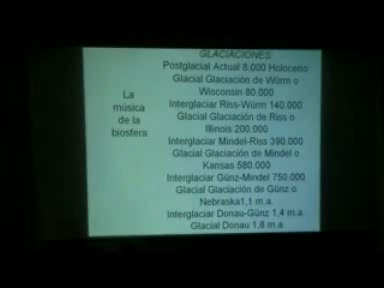 GLACIACIONES:
Postglacial Actual 8.000 Holoceno
Glacial Glaciación de Würm o
Wisconsin 80.000
Interglaciar Riss-Würm 140.000
Glacial Glaciación de Riss o
Illinois 200.000
Interglaciar Mindel-Riss 390.000
Glacial Glaciación de Mindel o
Kansas 580.000
Interglaciar Günz-Mindel 750.000
Glacial Glaciación de Günz o
Nebraska1,1 m.a.
Interglaciar Donau-Günz 1,4 m.a
Glacial Donau 1,8 m.a.
La
música
de la
biosfera